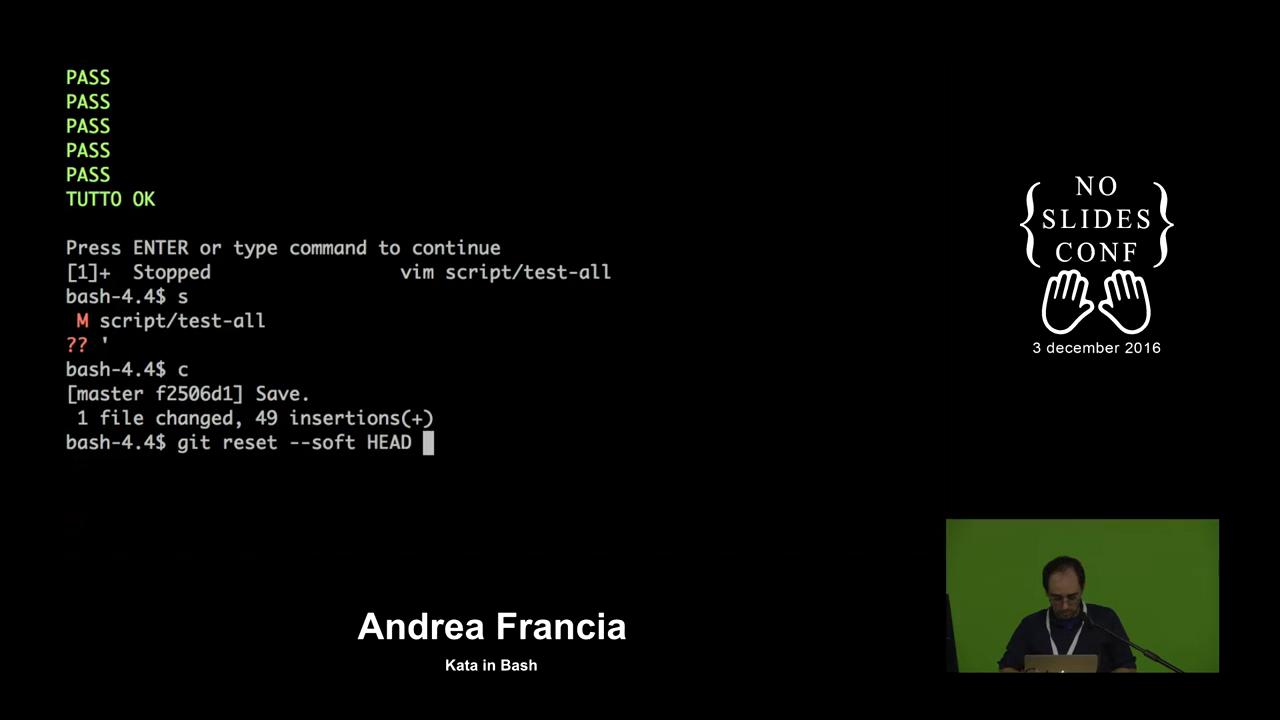 PASS
PASS
PASS
PASS
PASS
TUTTO OK
Press ENTER or type command to continue
[1]+  Stopped                 vim script/test-all
bash-4.4$ s
 M script/test-all
?? '
bash-4.4$ c
[master f2506d1] Save.
 1 file changed, 49 insertions(+)
bash-4.4$ git reset --soft HEAD
{ NO
SLIDES
CONF }
3 december 2016
Andrea Francia
Kata in Bash